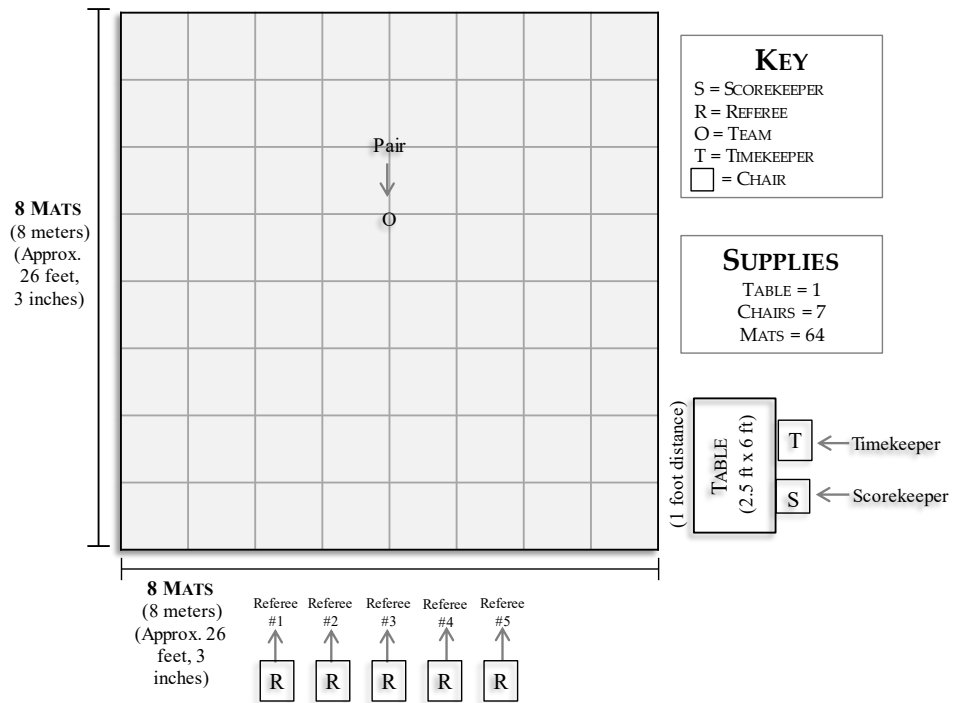 Pair
O
8 MATS
(8 meters)
(Approx.
26 feet,
3 inches)
KEY
S = SCOREKEEPER
R = REFEREE
O = TEAM
T = TIMEKEEPER
= CHAIR
SUPPLIES
TABLE = 1
CHAIRS = 7
MATS = 64
(1 foot distance)
TABLE
(2.5 ft x 6 ft)
T
Timekeeper
S
Scorekeeper
8 MATS
(8 meters)
(Approx. 26
feet, 3
inches)
Referee
#1
Referee
#2
Referee
#3
Referee
#4
Referee
#5
R
R
R
R
R